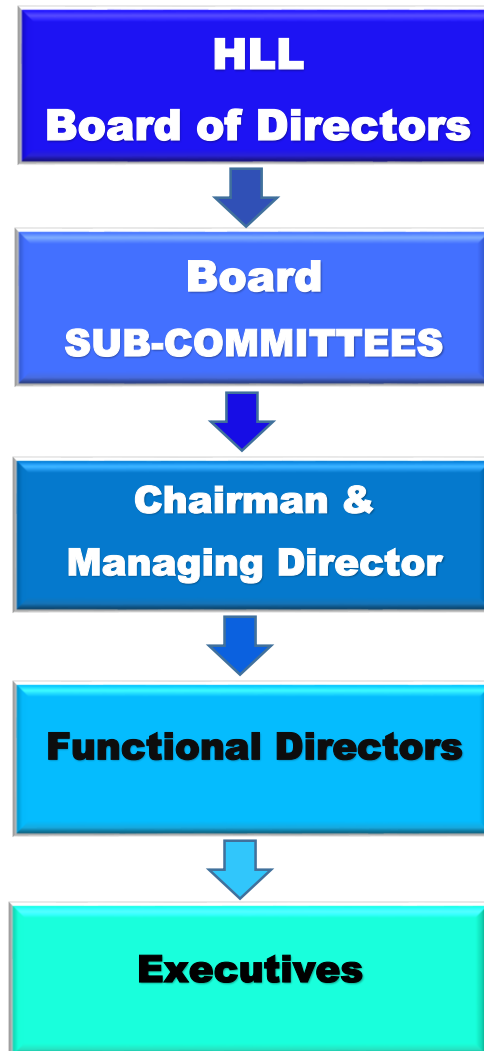 HLL
Board of Directors
Board
SUB-COMMITTEES
Chairman &
Managing Director
Functional Directors
Executives